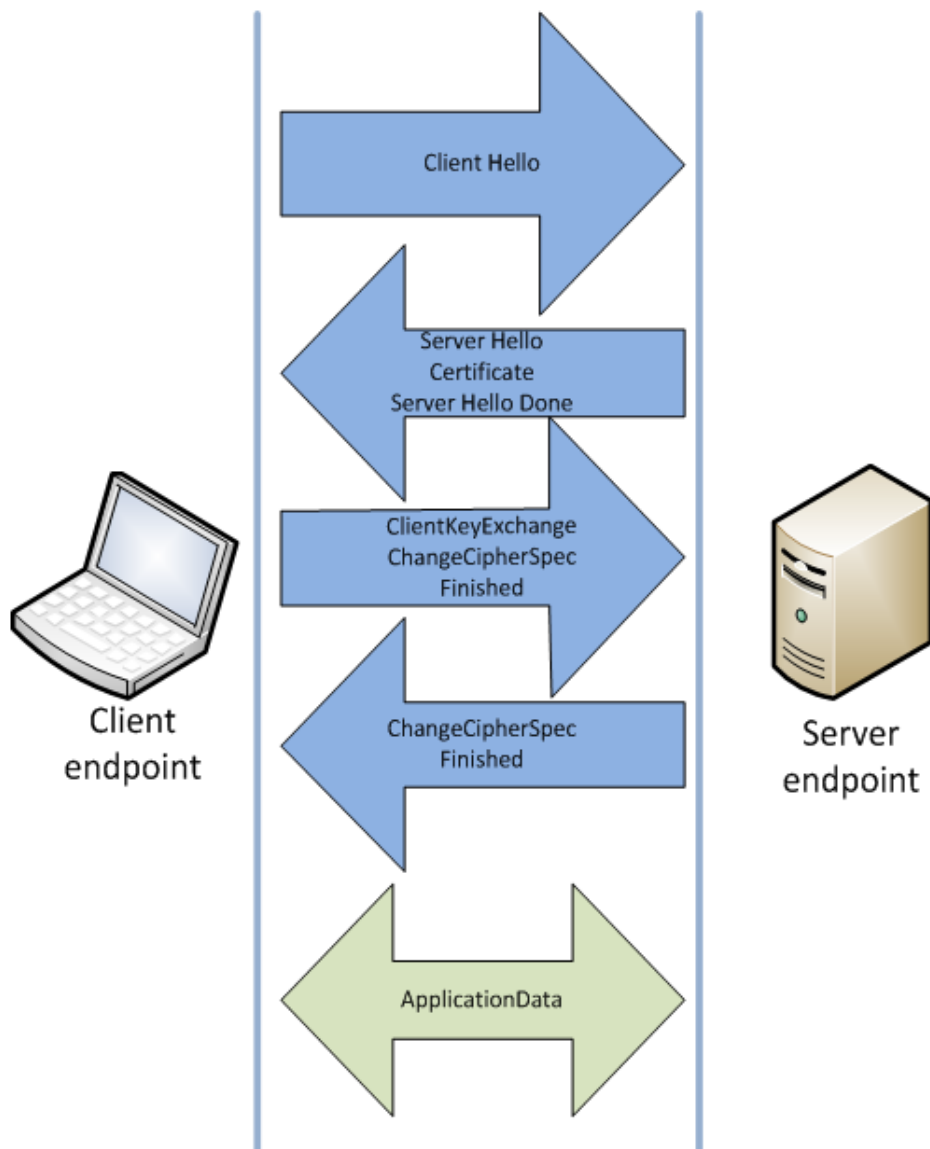 Client Hello
Server Hello
Certificate
Server Hello Done
ClientKeyExchange
ChangeCipherSpec
Finished
ChangeCipherSpec
Finished
Client
endpoint
Server
endpoint
ApplicationData